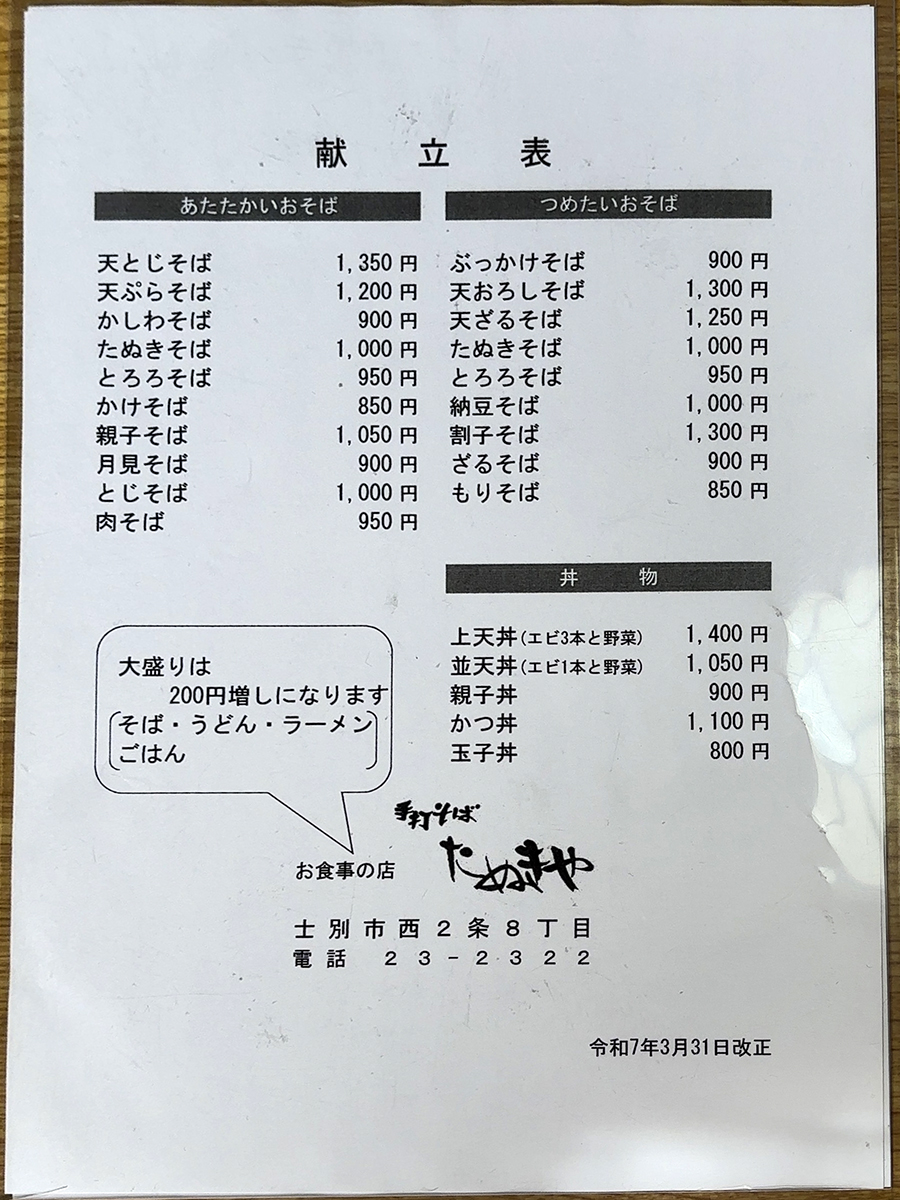 献立表
あたたかいおそば
天とじそば 1,350円
天ぷらそば 1,200円
かしわそば 900円
たぬきそば 1,000円
とろろそば 950円
かけそば 850円
親子そば 1,050円
月見そば 900円
とじそば 1,000円
肉そば 950円
つめたいおそば
ぶっかけそば 900円
天おろしそば 1,300円
天ざるそば 1,250円
たぬきそば 1,000円
とろろそば 950円
納豆そば 1,000円
割子そば 1,300円
ざるそば 900円
もりそば 850円
丼物
上天丼(エビ3本と野菜) 1,400円
並天丼(エビ1本と野菜) 1,050円
親子丼 900円
かつ丼 1,100円
玉子丼 800円
大盛りは
200円増しになります
そば・うどん・ラーメン
ごはん
手打そば
お食事の店 たぬきや
士別市西2条8丁目
電話 23-2322
令和7年3月31日改正